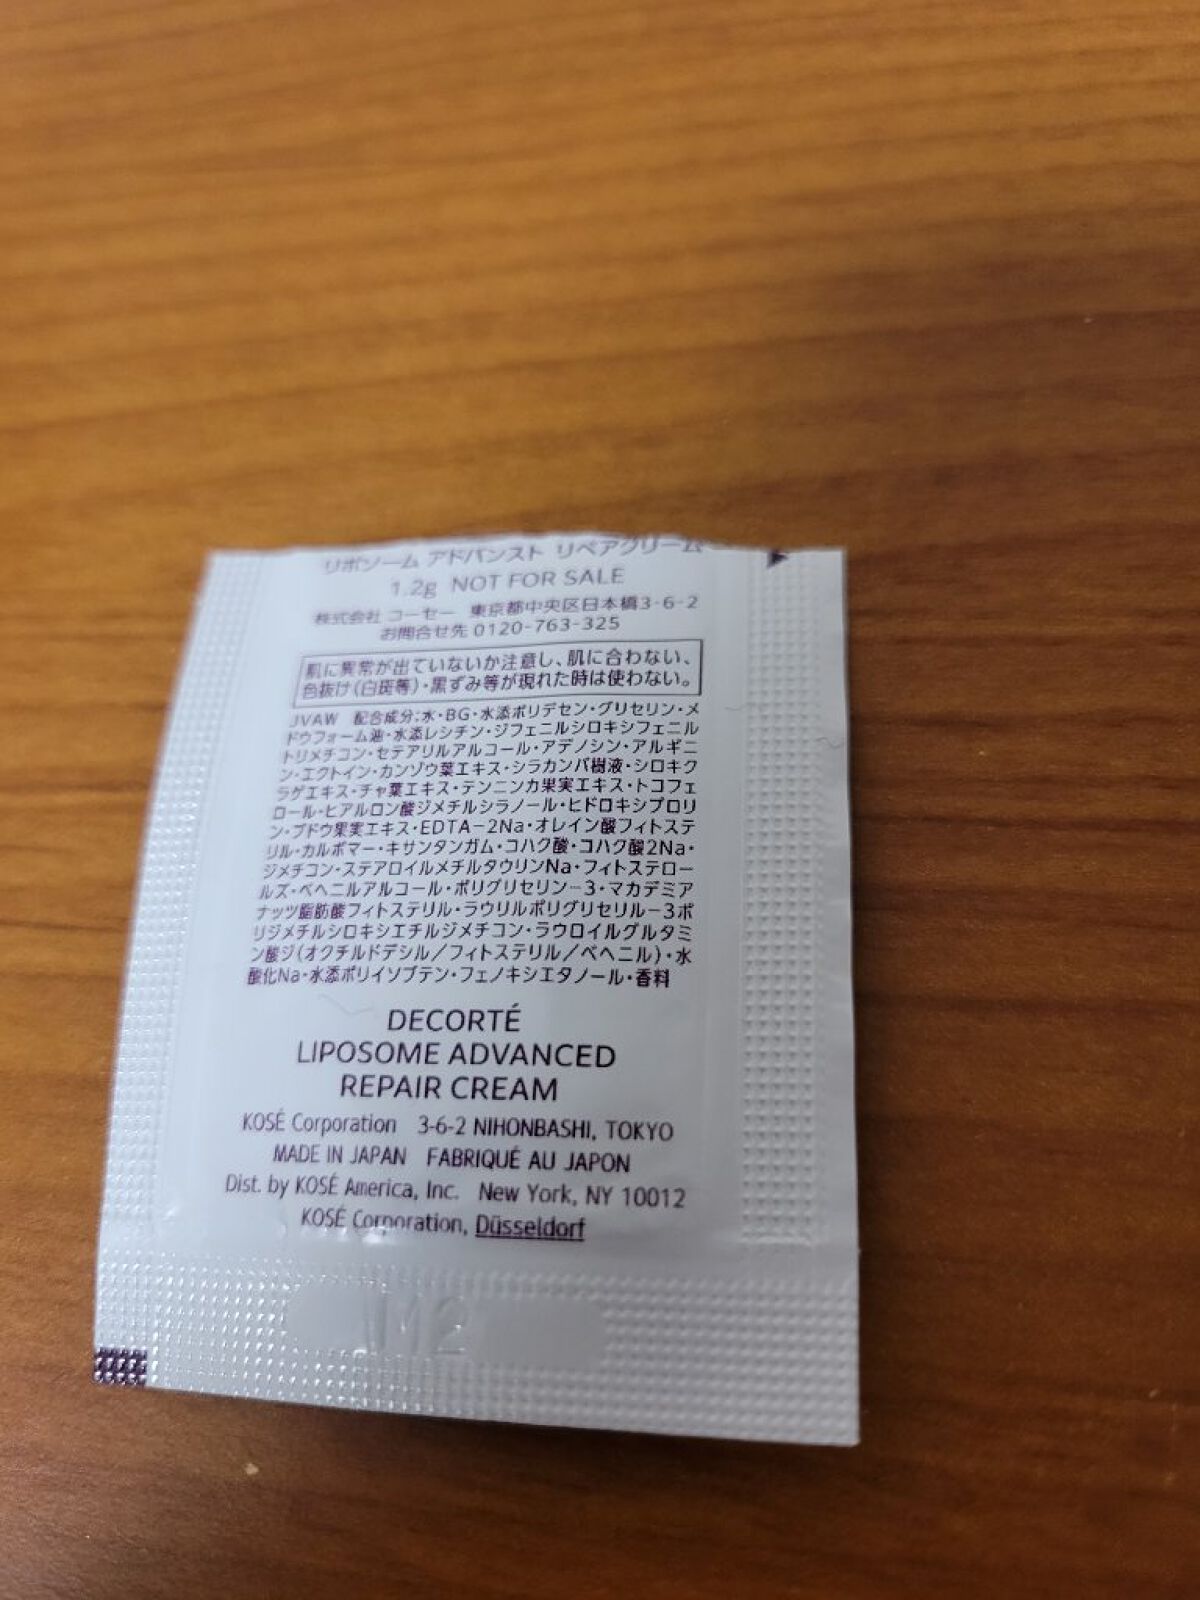 リポソーム アドバンスト リペアクリーム
1.2g NOT FOR SALE
株式会社 コーセー 東京都中央区日本橋3-6-2
お問合せ先 0120-763-325
肌に異常が出ていないか注意し、肌に合わない、
色抜け(白斑等)・黒ずみ等が現れた時は使わない。
JVAW 配合成分:水・BG・水添ポリデセン・グリセリン・メ
ドウフォーム油・水添レシチン・ジフェニルシロキシフェニル
トリメチコン・セテアリルアルコール・アデノシン・アルギニ
ン・エクトイン・カンゾウ葉エキス・シラカンバ樹液・シロキク
ラゲエキス・チャ葉エキス・テンニンカ果実エキス・トコフェ
ロール・ヒアルロン酸ジメチルシラノール・ヒドロキシプロリ
ン・ブドウ果実エキス・EDTA-2Na・オレイン酸フィトステ
リル・カルボマー・キサンタンガム・コハク酸・コハク酸2Na・
ジメチコン・ステアロイルメチルタウリンNa・フィトステロー
ルズ・ベヘニルアルコール・ポリグリセリン-3・マカデミア
ナッツ脂肪酸フィトステリル・ラウリルポリグリセリル-3ポ
リジメチルシロキシエチルジメチコン・ラウロイルグルタミ
ン酸ジ(オクチルドデシル/フィトステリル/ベヘニル)・水
酸化Na・水添ポリイソブテン・フェノキシエタノール・香料
DECORTÉ
LIPOSOME ADVANCED
REPAIR CREAM
KOSÉ Corporation 3-6-2 NIHONBASHI, TOKYO
MADE IN JAPAN FABRIQUÉ AU JAPON
Dist. by KOSÉ America, Inc. New York, NY 10012
KOSÉ Corporation, Düsseldorf